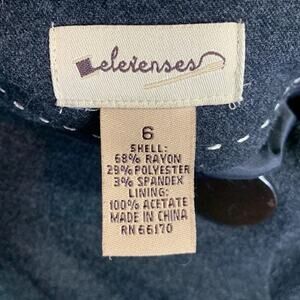 elevenses
6
SHELL:
68% RAYON
29% POLYESTER
3% SPANDEX
LINING:
100% ACETATE
MADE IN CHINA
RN 66170